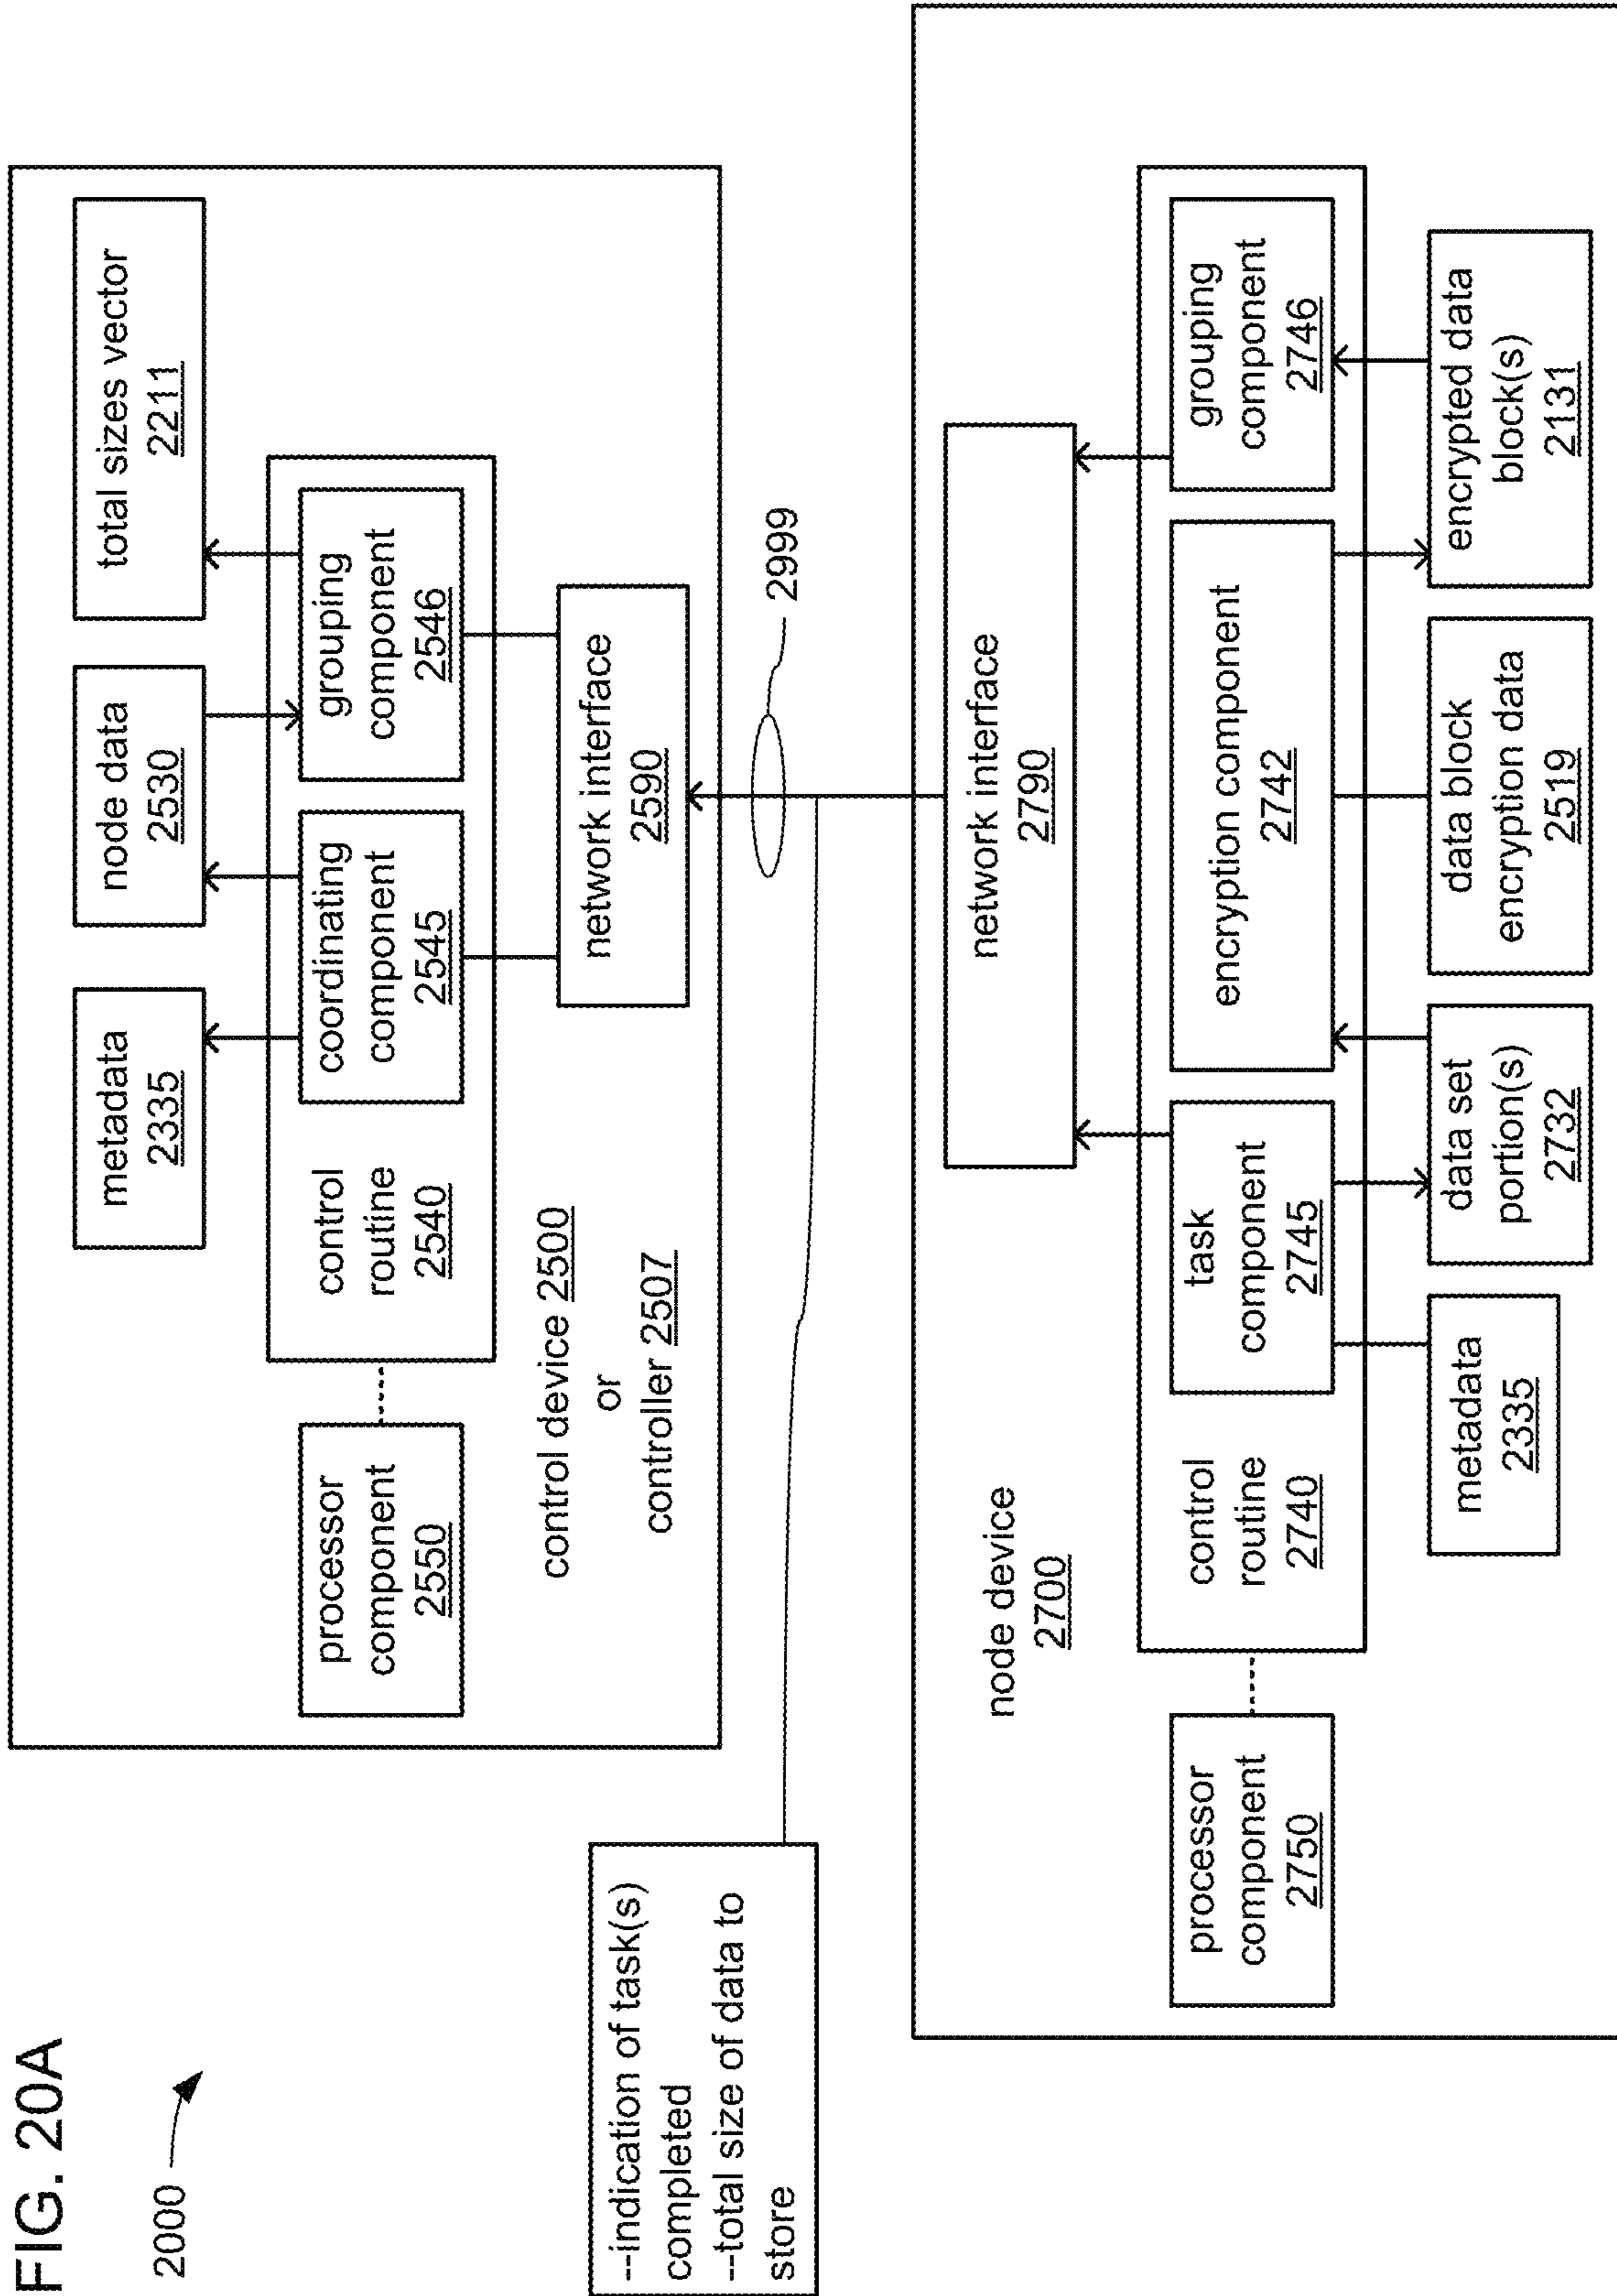 FIG. 20A
2000
metadata
2335
node data
2530
total sizes vector
2211
processor
component
2550
control
routine
2540
coordinating
component
2545
grouping
component
2546
control device 2500
or
controller 2507
network interface
2590
--indication of task(s)
completed
--total size of data to
store
2999
node device
2700
network interface
2790
processor
component
2750
control
routine
2740
task
component
2745
encryption component
2742
grouping
component
2746
metadata
2335
data set
portion(s)
2732
data block
encryption data
2519
encrypted data
block(s)
2131